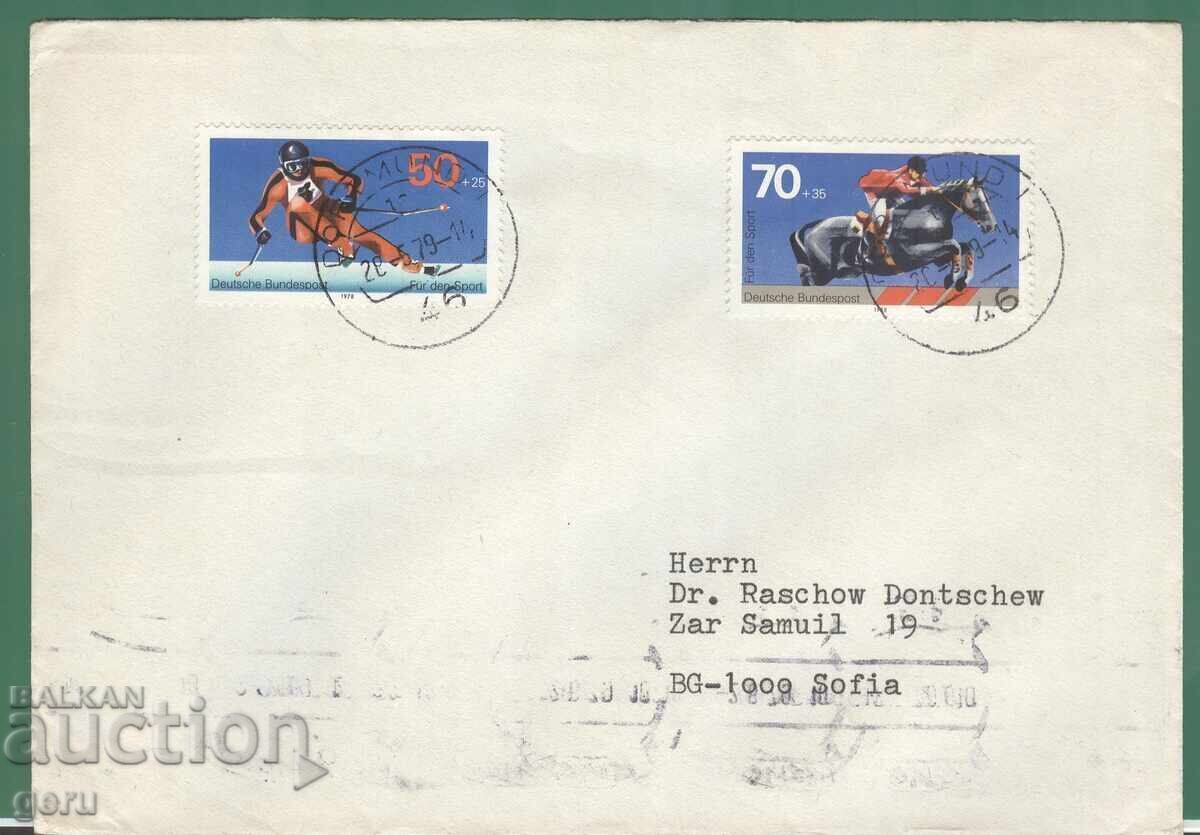 50 +25
Deutsche Bundespost Für den Sport
1978
70 +35
Für den Sport
Deutsche Bundespost
Herrn
Dr. Raschow Dontschew
Zar Samuil 19
BG-1000 Sofia
BALKAN
auction
geru